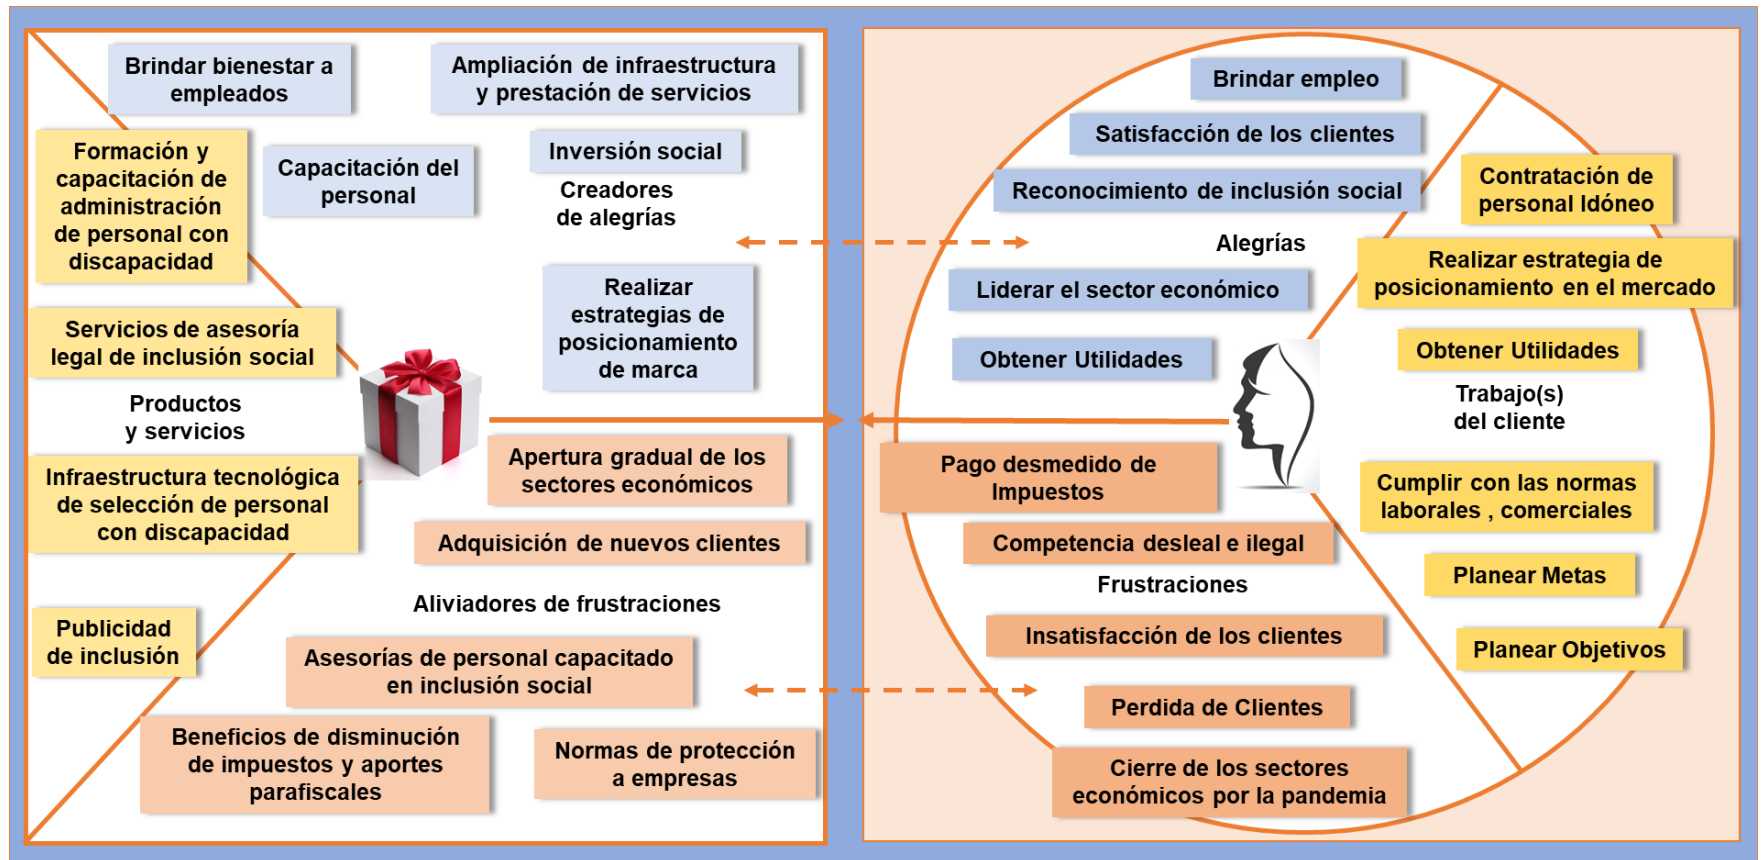 Brindar bienestar a
empleados
Ampliación de infraestructura
y prestación de servicios
Formación y
capacitación de
administración
de personal con
discapacidad
Capacitación del
personal
Inversión social
Creadores
de alegrías
Realizar
estrategias de
posicionamiento
de marca
Servicios de asesoría
legal de inclusión social
Productos
y servicios
Infraestructura tecnológica
de selección de personal
con discapacidad
Publicidad
de inclusión
Apertura gradual de los
sectores económicos
Adquisición de nuevos clientes
Aliviadores de frustraciones
Asesorías de personal capacitado
en inclusión social
Beneficios de disminución
de impuestos y aportes
parafiscales
Normas de protección
a empresas
Brindar empleo
Satisfacción de los clientes
Reconocimiento de inclusión social
Alegrías
Liderar el sector económico
Obtener Utilidades
Contratación de
personal Idóneo
Realizar estrategia de
posicionamiento en el mercado
Obtener Utilidades
Trabajo(s)
del cliente
Cumplir con las normas
laborales , comerciales
Planear Metas
Planear Objetivos
Pago desmedido de
Impuestos
Competencia desleal e ilegal
Frustraciones
Insatisfacción de los clientes
Perdida de Clientes
Cierre de los sectores
económicos por la pandemia